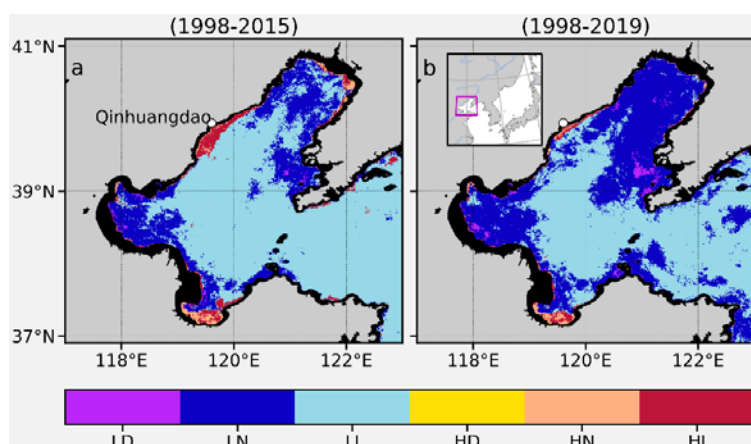 (1998-2015) (1998-2019)
41°N
a b
Qinhuangdao
39°N
37°N
118°E 120°E 122°E 118°E 120°E 122°E
LD LN LI HD HN HI